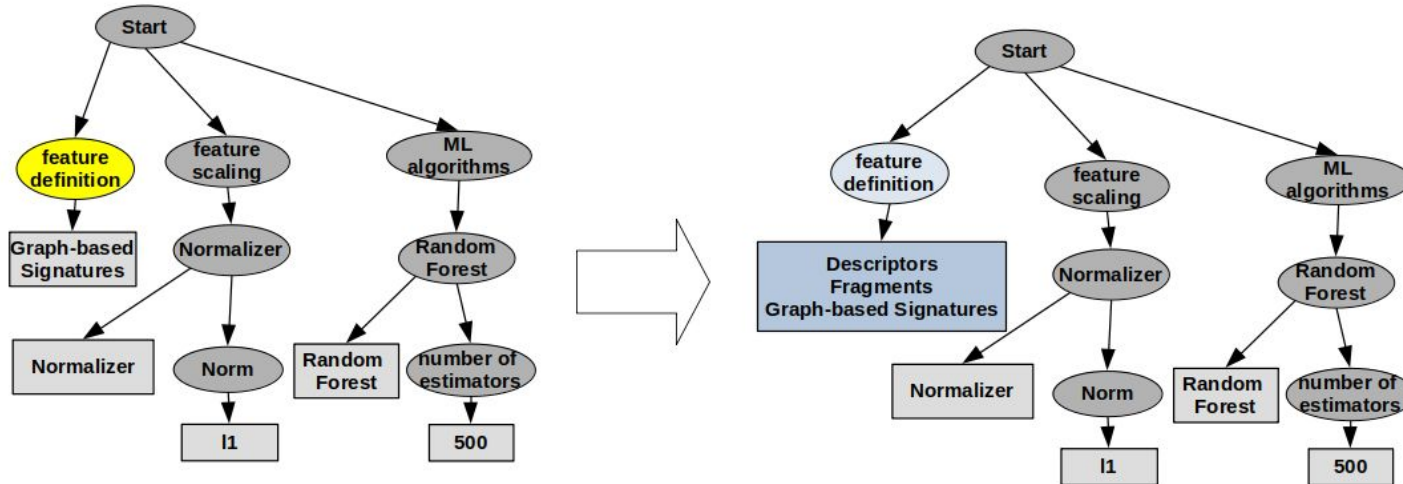 Start
feature
definition
Graph-based
Signatures
feature
scaling
Normalizer
Normalizer
Norm
l1
ML
algorithms
Random
Forest
Random
Forest
number of
estimators
500
Start
feature
definition
Descriptors
Fragments
Graph-based Signatures
feature
scaling
Normalizer
Normalizer
Norm
l1
ML
algorithms
Random
Forest
Random
Forest
number of
estimators
500